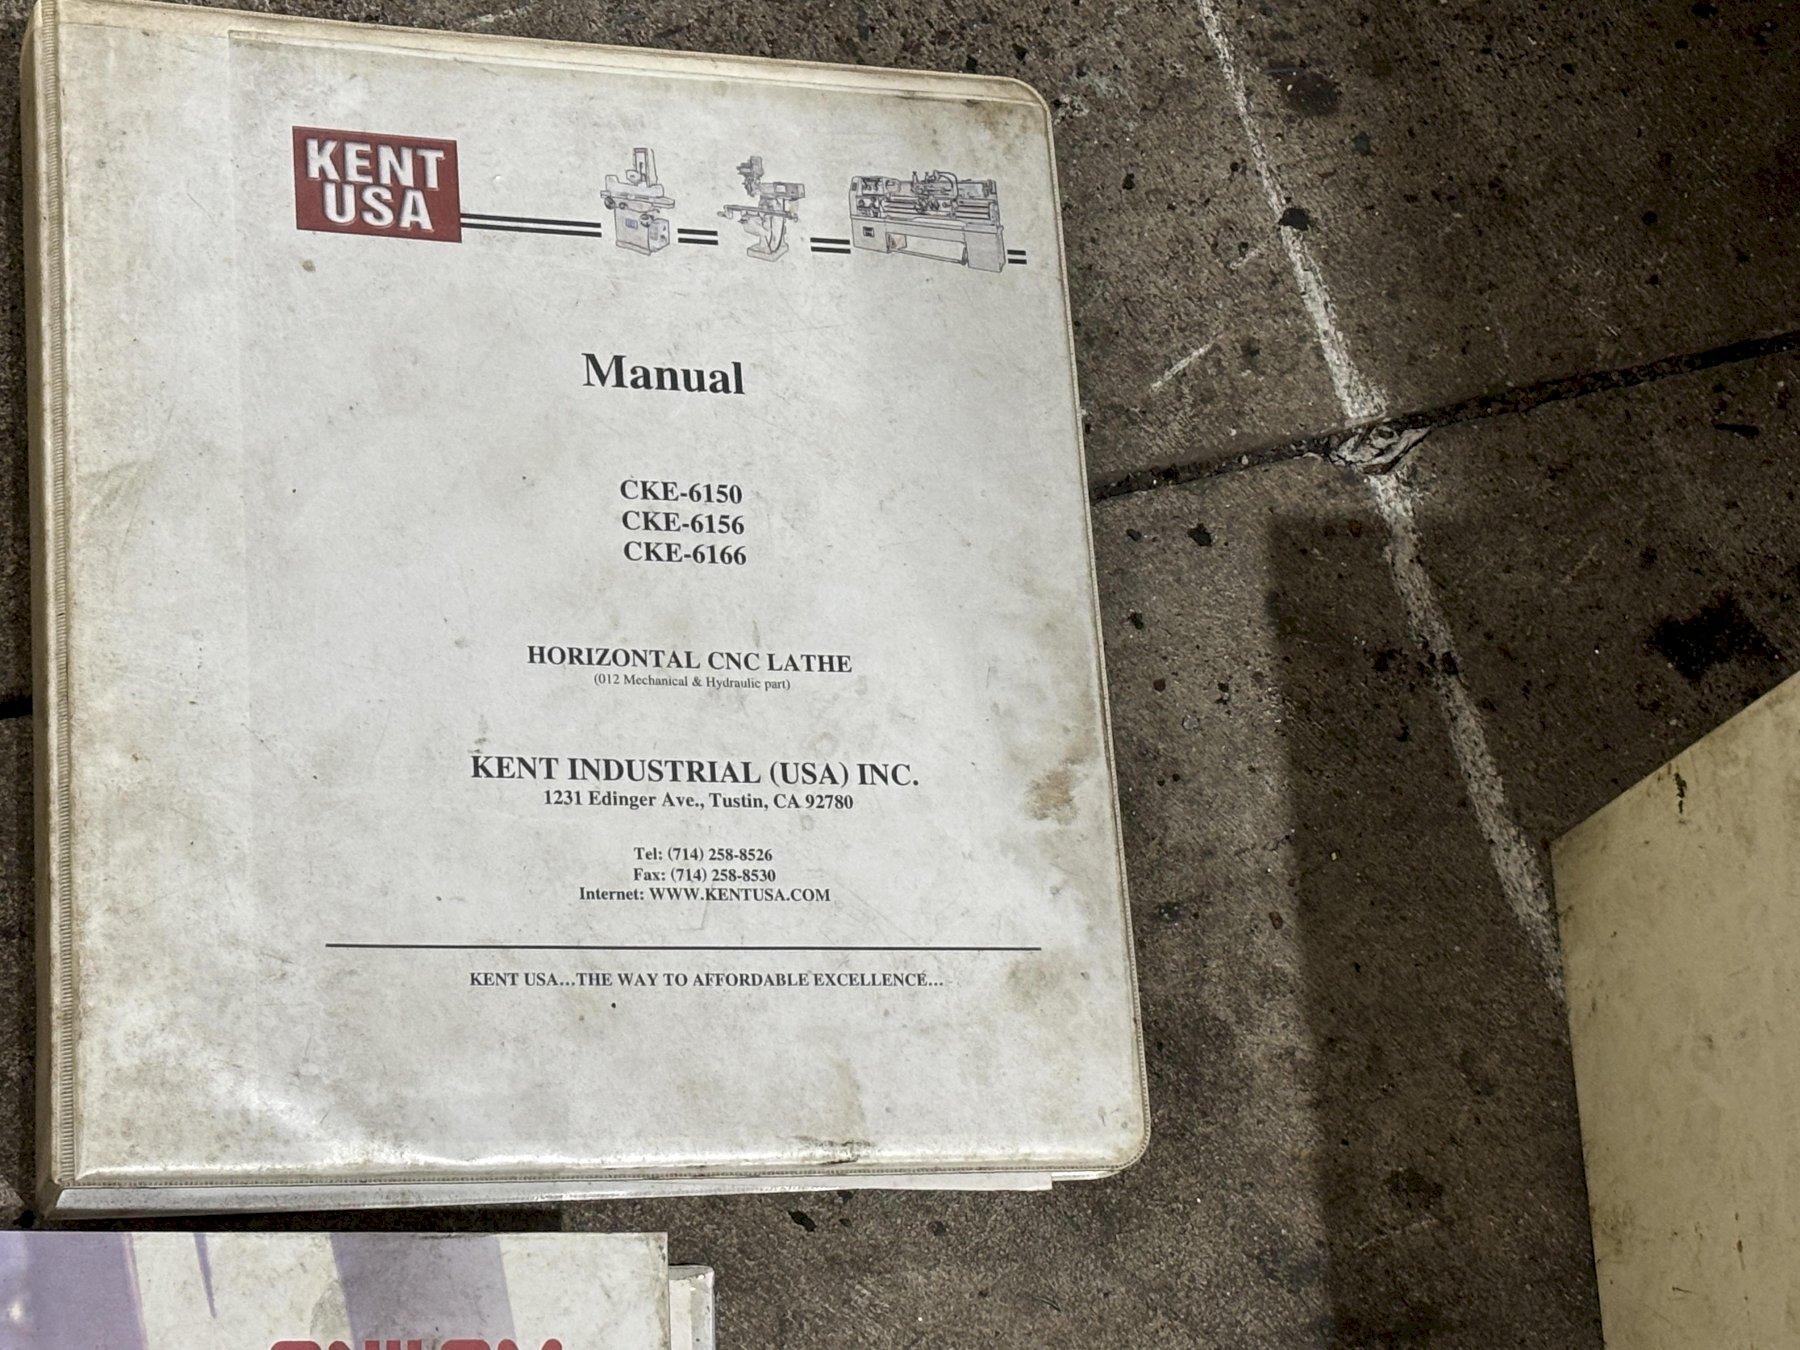 KENT
USA
Manual
CKE-6150
CKE-6156
CKE-6166
HORIZONTAL CNC LATHE
(012 Mechanical & Hydraulic part)
KENT INDUSTRIAL (USA) INC.
1231 Edinger Ave., Tustin, CA 92780
Tel: (714) 258-8526
Fax: (714) 258-8530
Internet: WWW.KENTUSA.COM
KENT USA...THE WAY TO AFFORDABLE EXCELLENCE...